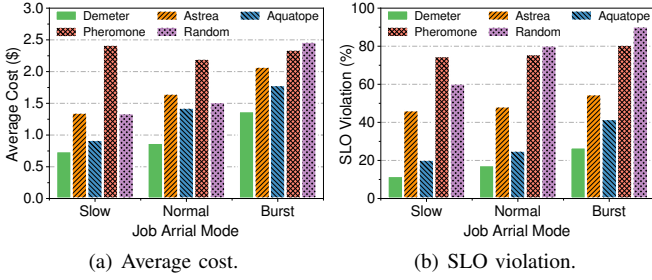 Demeter Astrea Aquatope
Pheromone Random
3.0
2.5
2.0
1.5
1.0
0.5
0.0
Average Cost ($)
Slow Normal Burst
Job Arrial Mode
(a) Average cost.
Demeter Astrea Aquatope
Pheromone Random
100
80
60
40
20
0
SLO Violation (%)
Slow Normal Burst
Job Arrial Mode
(b) SLO violation.